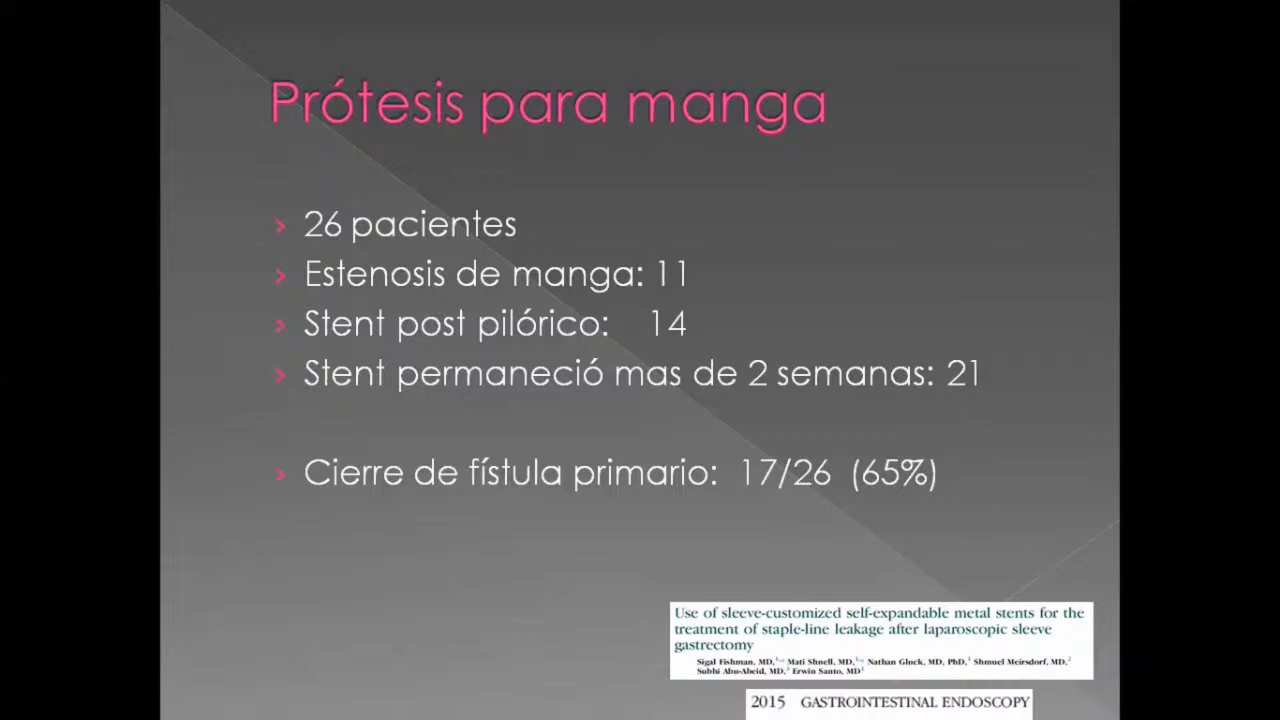 Prótesis para manga
26 pacientes
Estenosis de manga: 11
Stent post pilórico: 14
Stent permaneció mas de 2 semanas: 21
Cierre de fístula primario: 17/26 (65%)
Use of sleeve-customized self-expandable metal stents for the
treatment of staple-line leakage after laparoscopic sleeve
gastrectomy
Sigal Fishman, MD, Mati Shnell, MD, Nathan Gluck, MD, PhD, Shmuel Meirsdorf, MD,
Subhi Abu-Abeid, MD, Erwin Santo, MD
2015 GASTROINTESTINAL ENDOSCOPY